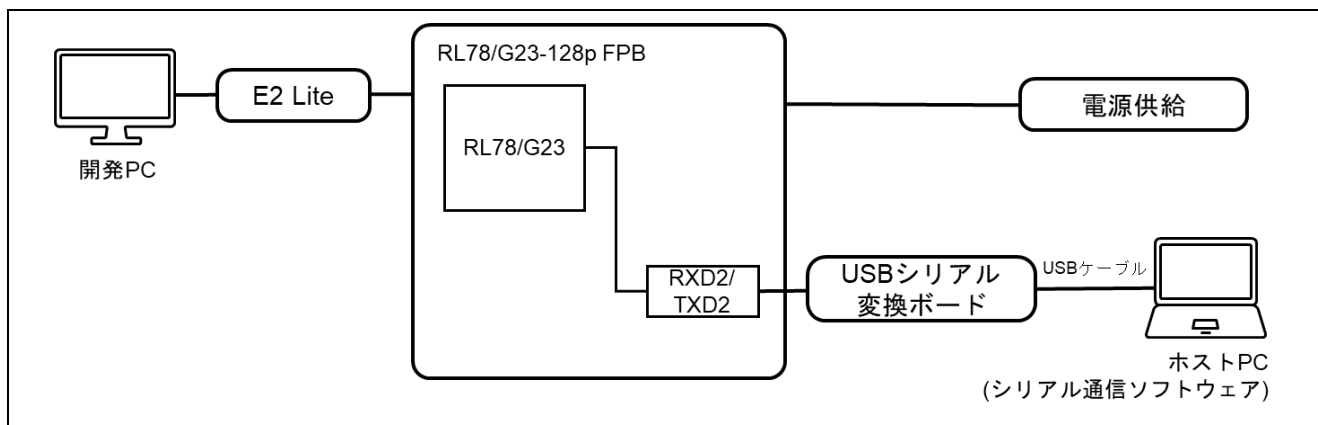 RL78/G23-128p FPB
E2 Lite
開発PC
RL78/G23
電源供給
RXD2/
TXD2
USBシリアル
変換ボード
USBケーブル
ホストPC
(シリアル通信ソフトウェア)